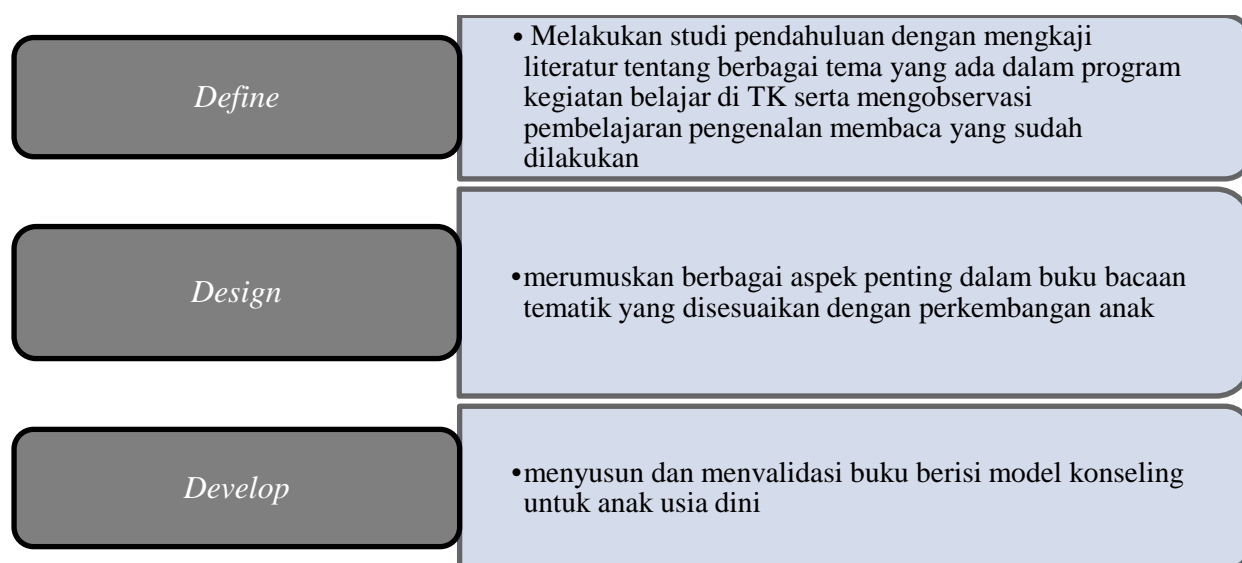 Define
• Melakukan studi pendahuluan dengan mengkaji
literatur tentang berbagai tema yang ada dalam program
kegiatan belajar di TK serta mengobservasi
pembelajaran pengenalan membaca yang sudah
dilakukan
Design
•merumuskan berbagai aspek penting dalam buku bacaan
tematik yang disesuaikan dengan perkembangan anak
Develop
•menyusun dan menvalidasi buku berisi model konseling
untuk anak usia dini